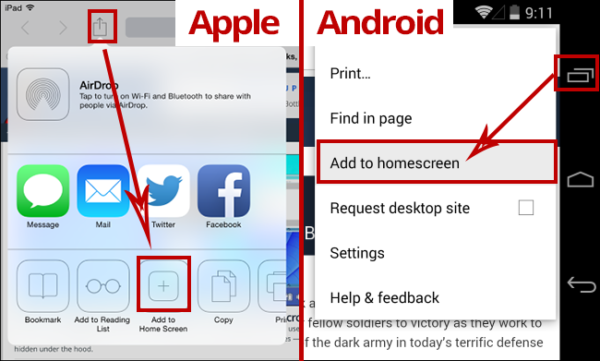 iPad
Apple
AirDrop
Tap to turn on Wi-Fi and Bluetooth to share with
people via AirDrop.
Message
Mail
Twitter
Facebook
Bookmark
Add to Reading
List
Add to
Home Screen
Copy
hidden under the hood.
Android
9:11
Print...
Find in page
Add to homescreen
Request desktop site
Settings
Help & feedback
fellow soldiers to victory as they work to
f the dark army in today's terrific defense